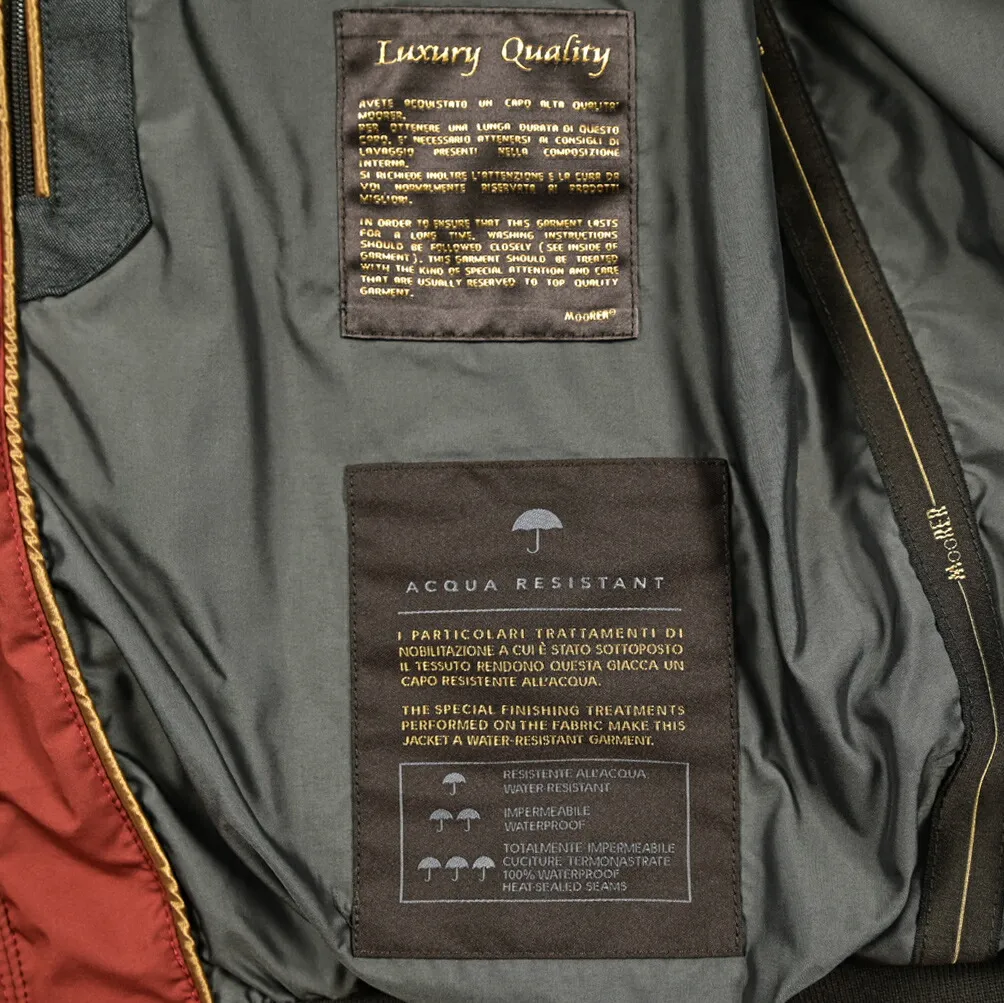 Luxury Quality
AVETE ACQUISTATO UN CAPO ALTA QUALITA'
MOORER.
PER OTTENERE UNA LUNGA DURATA DI QUESTO
CAPO, E' NECESSARIO ATTENERSI AI CONSIGLI DI
LAVAGGIO PRESENTI NELLA COMPOSIZIONE
INTERNA.
SI RICHIEDE INOLTRE L'ATTENZIONE E LA CURA DA
VOI NORMALMENTE RISERVATA AI PRODOTTI
MIGLIORI.
IN ORDER TO ENSURE THAT THIS GARMENT LASTS
FOR A LONG TIME, WASHING INSTRUCTIONS
SHOULD BE FOLLOWED CLOSELY (SEE INSIDE OF
GARMENT). THIS GARMENT SHOULD BE TREATED
WITH THE KIND OF SPECIAL ATTENTION AND CARE
THAT ARE USUALLY RESERVED TO TOP QUALITY
GARMENT.
MOORER®
ACQUA RESISTANT
I PARTICOLARI TRATTAMENTI DI
NOBILITAZIONE A CUI È STATO SOTTOPOSTO
IL TESSUTO RENDONO QUESTA GIACCA UN
CAPO RESISTENTE ALL'ACQUA.
THE SPECIAL FINISHING TREATMENTS
PERFORMED ON THE FABRIC MAKE THIS
JACKET A WATER-RESISTANT GARMENT.
RESISTENTE ALL'ACQUA
WATER RESISTANT
IMPERMEABILE
WATERPROOF
TOTALMENTE IMPERMEABILE
CUCITURE TERMONASTRATE
100% WATERPROOF
HEAT-SEALED SEAMS
MOORER